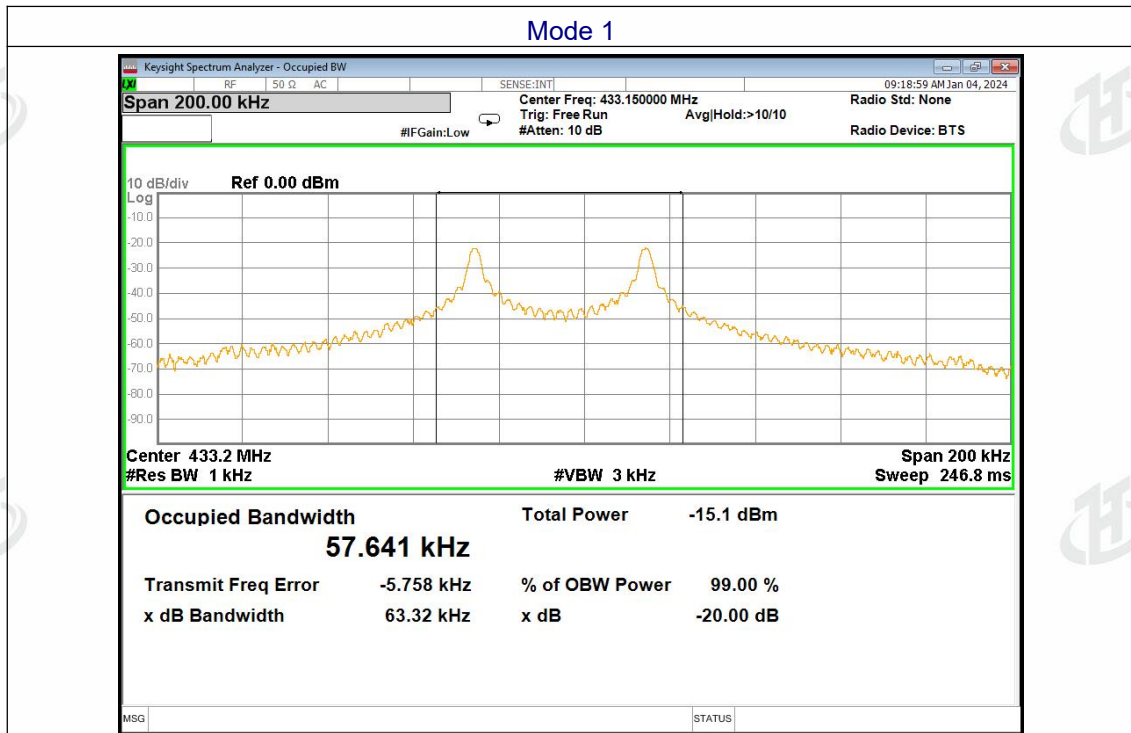 Mode 1
Keysight Spectrum Analyzer - Occupied BW
LXI RF 50 Ω AC SENSE:INT 09:18:59 AM Jan 04, 2024
Span 200.00 kHz Center Freq: 433.150000 MHz Radio Std: None
Trig: Free Run Avg|Hold:>10/10
#IFGain:Low #Atten: 10 dB Radio Device: BTS
10 dB/div Ref 0.00 dBm
Log
-10.0
-20.0
-30.0
-40.0
-50.0
-60.0
-70.0
-80.0
-90.0
Center 433.2 MHz Span 200 kHz
#Res BW 1 kHz #VBW 3 kHz Sweep 246.8 ms
Occupied Bandwidth Total Power -15.1 dBm
57.641 kHz
Transmit Freq Error -5.758 kHz % of OBW Power 99.00 %
x dB Bandwidth 63.32 kHz x dB -20.00 dB
MSG STATUS